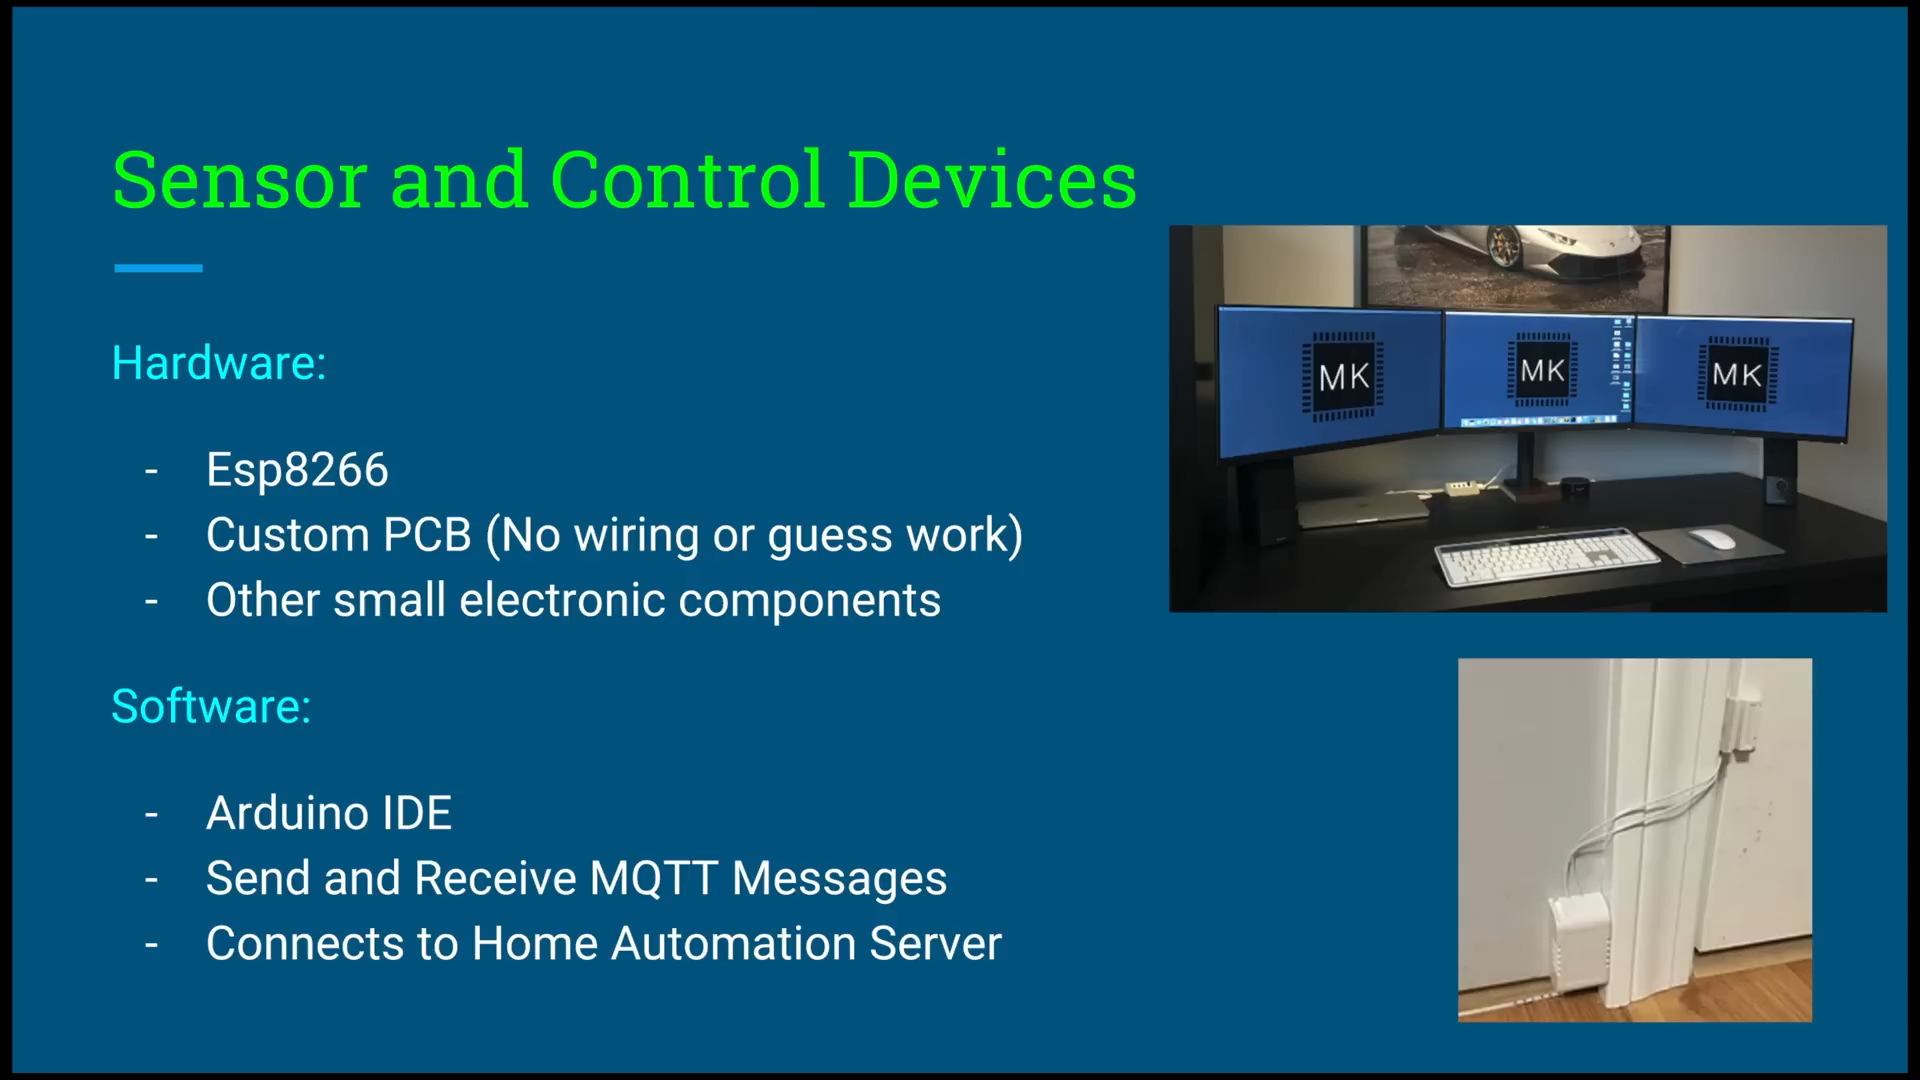 Sensor and Control Devices
Hardware:
- Esp8266
- Custom PCB (No wiring or guess work)
- Other small electronic components
Software:
- Arduino IDE
- Send and Receive MQTT Messages
- Connects to Home Automation Server
MK
MK
MK